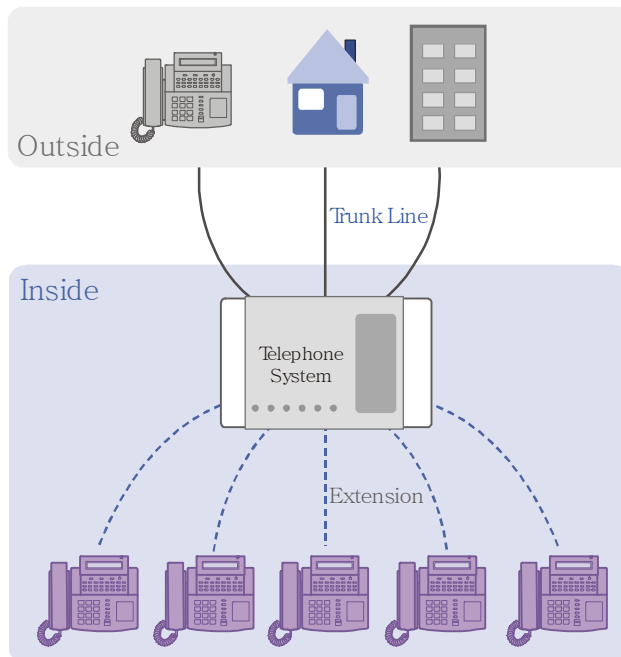 Outside
Trunk Line
Inside
Telephone
System
Extension